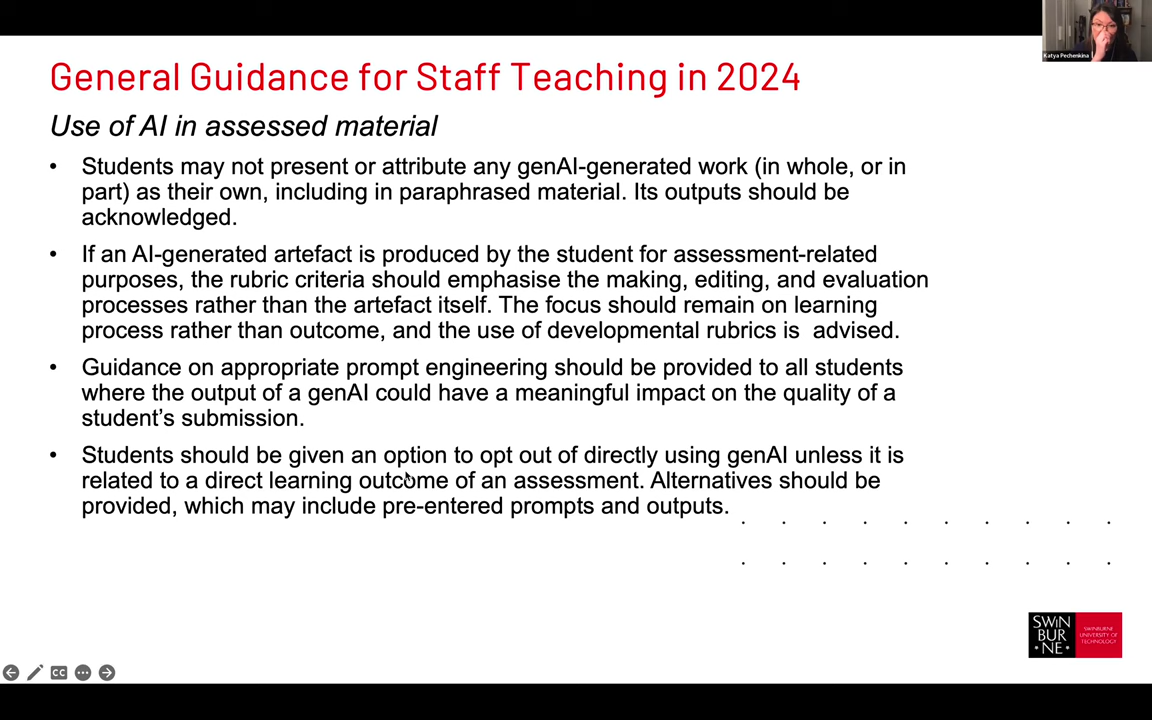 Katya Pechenkina
General Guidance for Staff Teaching in 2024
Use of AI in assessed material
• Students may not present or attribute any genAI-generated work (in whole, or in
part) as their own, including in paraphrased material. Its outputs should be
acknowledged.
• If an AI-generated artefact is produced by the student for assessment-related
purposes, the rubric criteria should emphasise the making, editing, and evaluation
processes rather than the artefact itself. The focus should remain on learning
process rather than outcome, and the use of developmental rubrics is  advised.
• Guidance on appropriate prompt engineering should be provided to all students
where the output of a genAI could have a meaningful impact on the quality of a
student's submission.
• Students should be given an option to opt out of directly using genAI unless it is
related to a direct learning outcome of an assessment. Alternatives should be
provided, which may include pre-entered prompts and outputs.
SWIN
BUR
NE
SWINBURNE
UNIVERSITY OF
TECHNOLOGY
CC